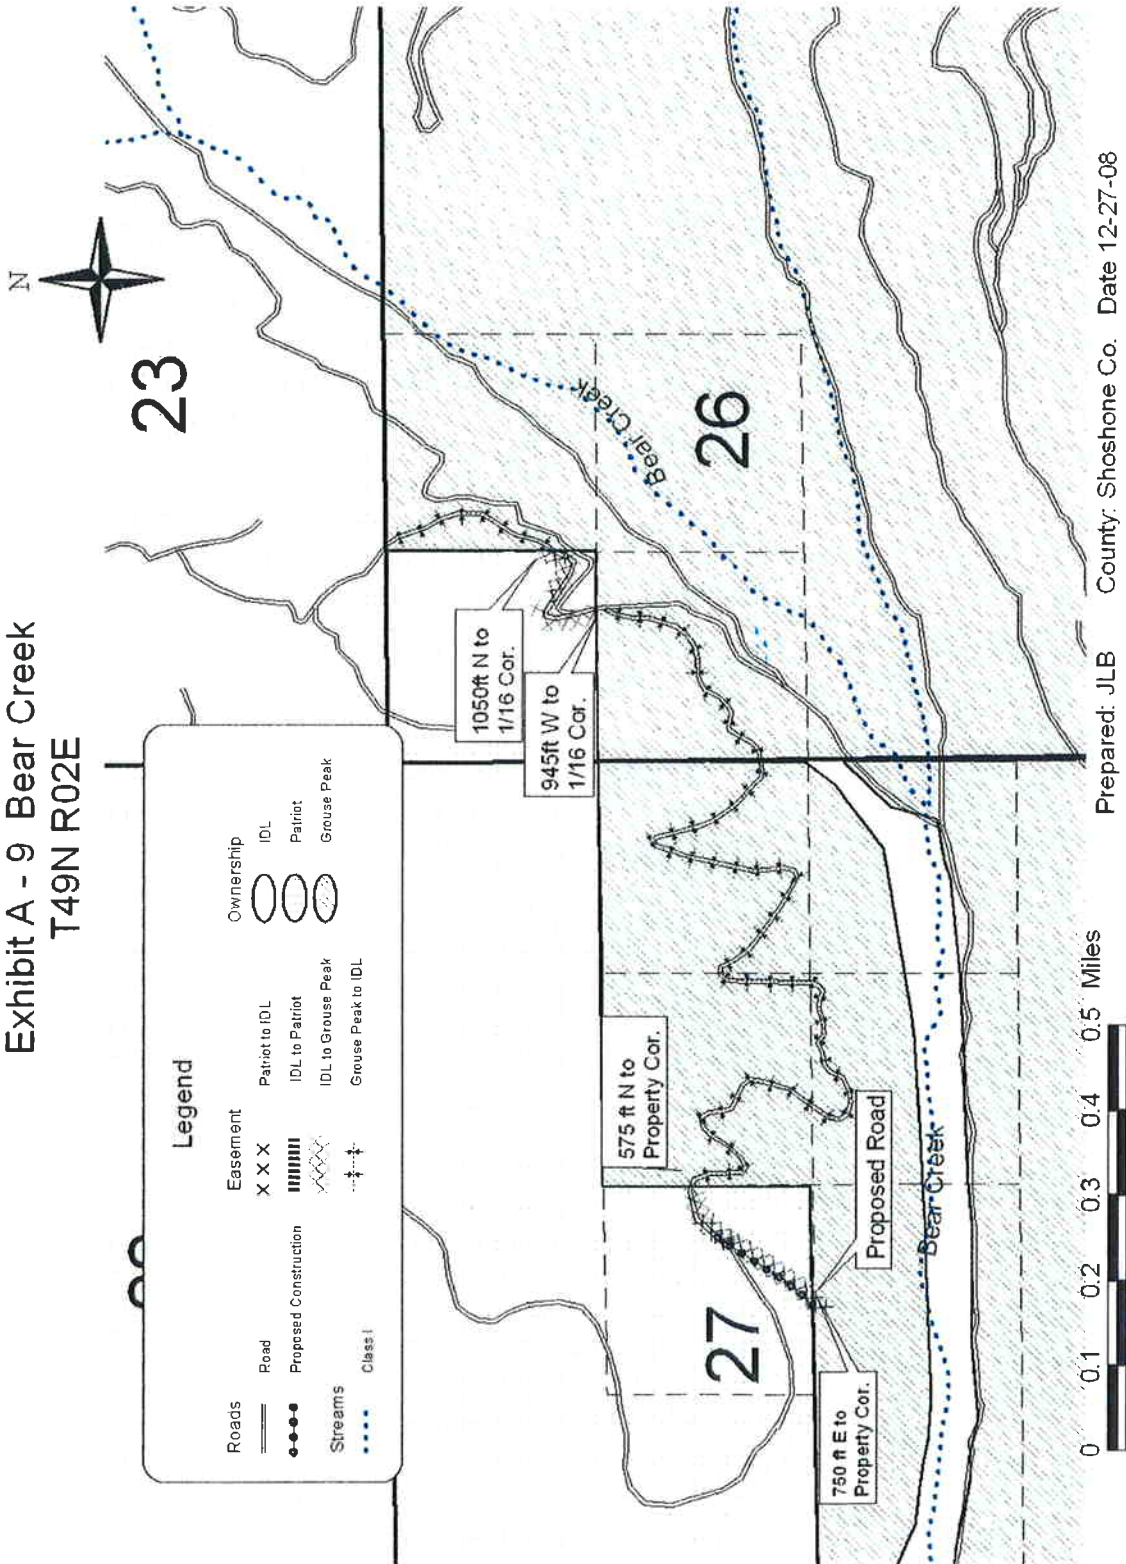 Exhibit A - 9 Bear Creek
T49N R02E
N
23
Legend
Roads
Road
Proposed Construction
Streams
Class I
Easement
Patriot to IDL
IDL to Patriot
IDL to Grouse Peak
Grouse Peak to IDL
Ownership
IDL
Patriot
Grouse Peak
1050ft N to
1/16 Cor.
945ft W to
1/16 Cor.
Bear Creek
26
575 ft N to
Property Cor.
27
Proposed Road
750 ft E to
Property Cor.
Bear Creek
0 0.1 0.2 0.3 0.4 0.5 Miles
Prepared: JLB County: Shoshone Co. Date 12-27-08